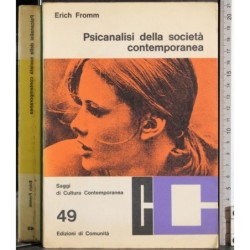 Erich Fromm
Psicanalisi della società
contemporanea
Saggi
di Cultura Contemporanea
49
Edizioni di Comunità